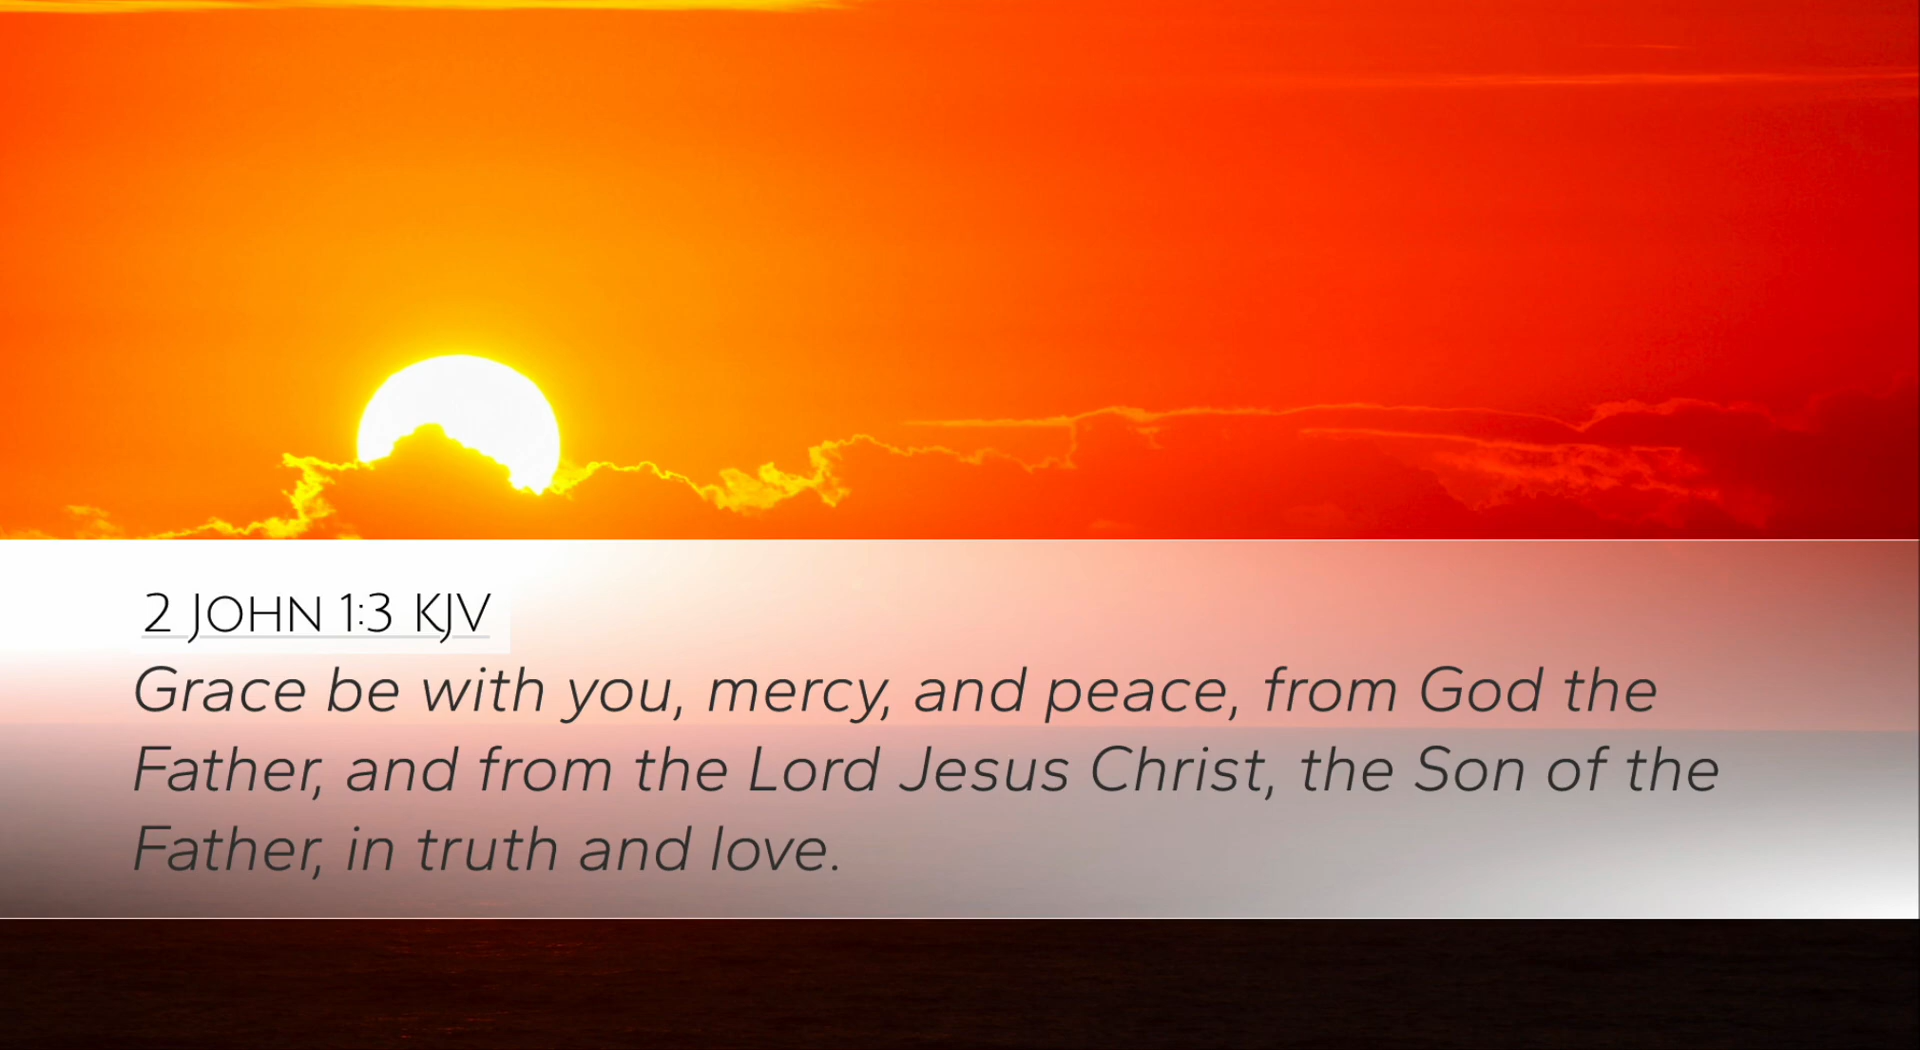 2 JOHN 1:3 KJV
Grace be with you, mercy, and peace, from God the
Father, and from the Lord Jesus Christ, the Son of the
Father, in truth and love.